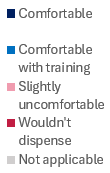 Comfortable
Comfortable
with training
Slightly
uncomfortable
Wouldn't
dispense
Not applicable